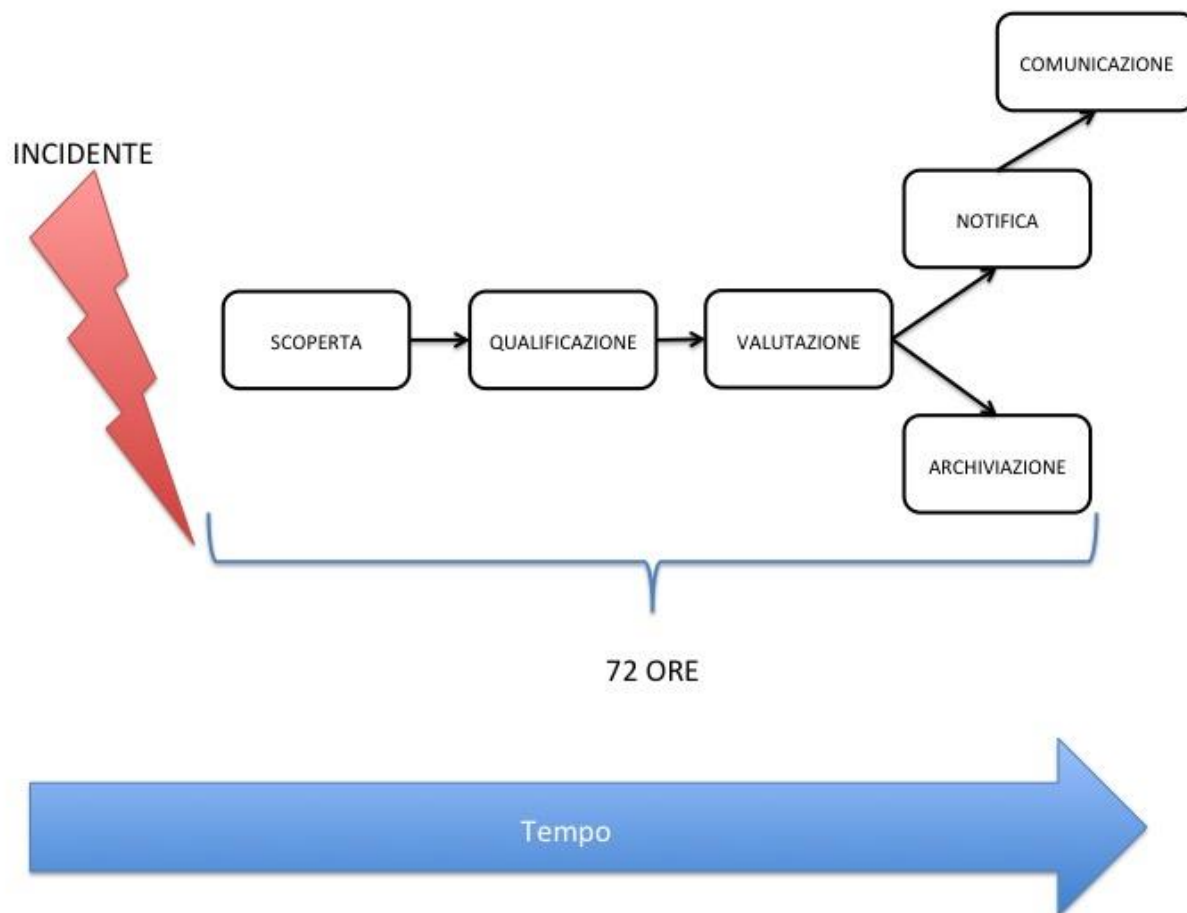 COMUNICAZIONE
INCIDENTE
NOTIFICA
SCOPERTA
QUALIFICAZIONE
VALUTAZIONE
ARCHIVIAZIONE
72 ORE
Tempo